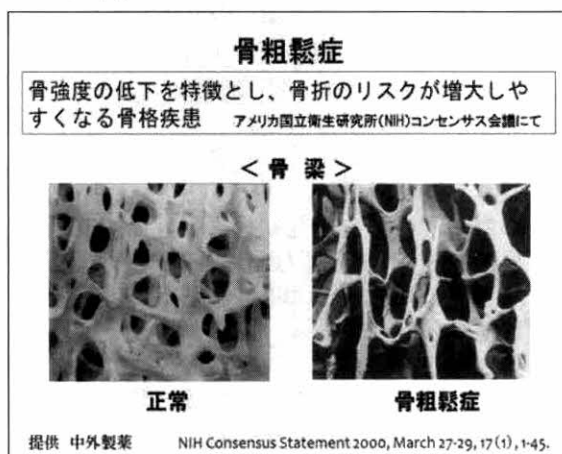 骨粗鬆症
骨強度の低下を特徴とし、骨折のリスクが増大しや
すくなる骨格疾患 アメリカ国立衛生研究所(NIH)コンセンサス会議にて
<骨 梁>
正常 骨粗鬆症
提供 中外製薬 NIH Consensus Statement 2000, March 27-29, 17(1), 1-45.